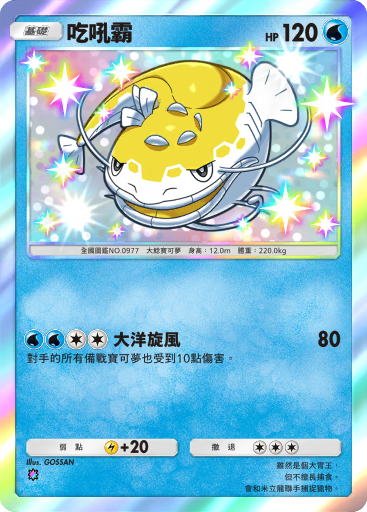 基礎 吃吼霸 HP 120
全國圖鑑NO.0977 大鯰寶可夢 身高：12.0m 體重：220.0kg
大洋旋風 80
對手的所有備戰寶可夢也受到10點傷害。
弱點 +20 撤退
Illus. GOSSAN
雖然是個大胃王，
但不擅長捕食。
會和米立龍聯手捕捉獵物。